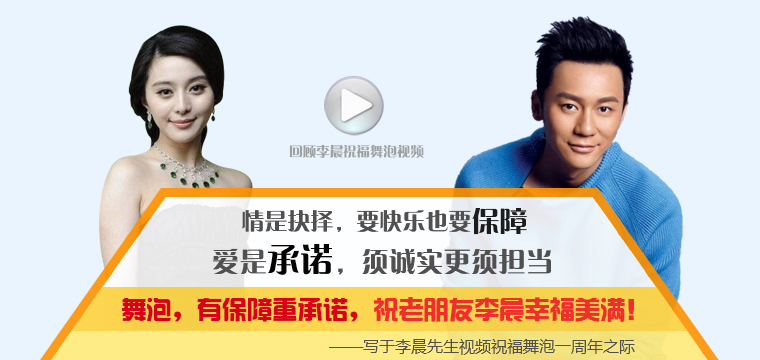 回顾李晨祝福舞泡视频
情是抉择，要快乐也要保障
爱是承诺，须诚实更须担当
舞泡，有保障重承诺，祝老朋友李晨幸福美满！
——写于李晨先生视频祝福舞泡一周年之际